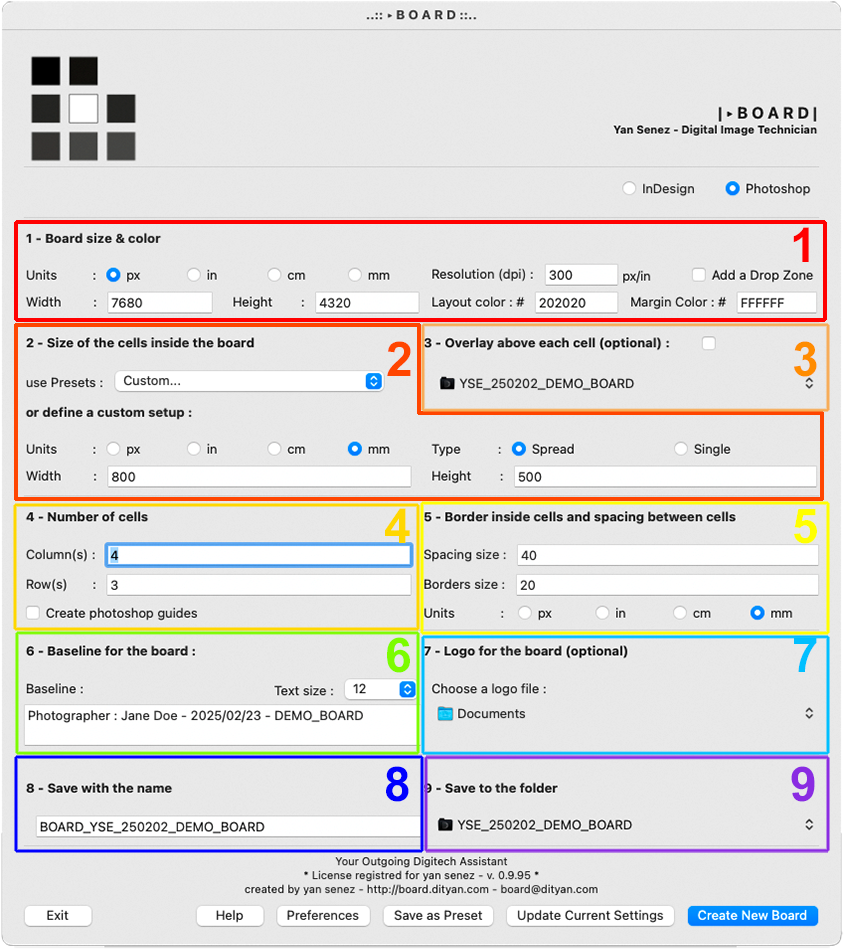 ..:: ▸ B O A R D ::..
| ▸ B O A R D |
Yan Senez - Digital Image Technician
InDesign Photoshop
1 - Board size & color 1
Units : px in cm mm Resolution (dpi) : 300 px/in Add a Drop Zone
Width : 7680 Height : 4320 Layout color : # 202020 Margin Color : # FFFFFF
2 - Size of the cells inside the board 2
use Presets : Custom...
3 - Overlay above each cell (optional) : 3
YSE_250202_DEMO_BOARD
or define a custom setup :
Units : px in cm mm Type : Spread Single
Width : 800 Height : 500
4 - Number of cells 4
Column(s) : 4
Row(s) : 3
Create photoshop guides
5 - Border inside cells and spacing between cells 5
Spacing size : 40
Borders size : 20
Units : px in cm mm
6 - Baseline for the board : 6
Baseline : Text size : 12
Photographer : Jane Doe - 2025/02/23 - DEMO_BOARD
7 - Logo for the board (optional) 7
Choose a logo file :
Documents
8 - Save with the name 8
BOARD_YSE_250202_DEMO_BOARD
9 - Save to the folder 9
YSE_250202_DEMO_BOARD
Your Outgoing Digitech Assistant
* License registred for yan senez - v. 0.9.95 *
created by yan senez - http://board.dityan.com - board@dityan.com
Exit Help Preferences Save as Preset Update Current Settings Create New Board